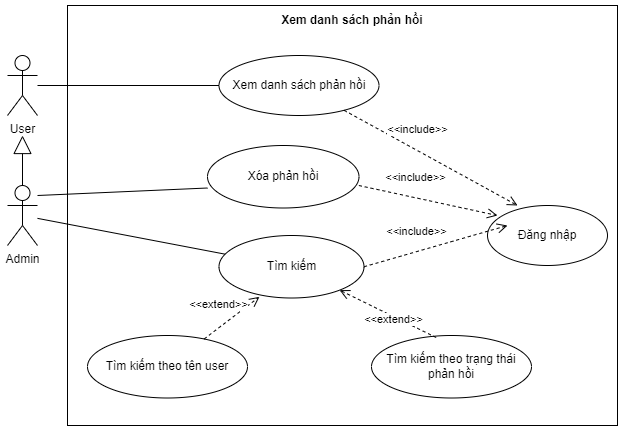 Xem danh sách phản hồi
Xem danh sách phản hồi
User
<<include>>
Xóa phản hồi
<<include>>
Admin
<<include>>
Đăng nhập
Tìm kiếm
<<extend>>
<<extend>>
Tìm kiếm theo tên user
Tìm kiếm theo trạng thái
phản hồi